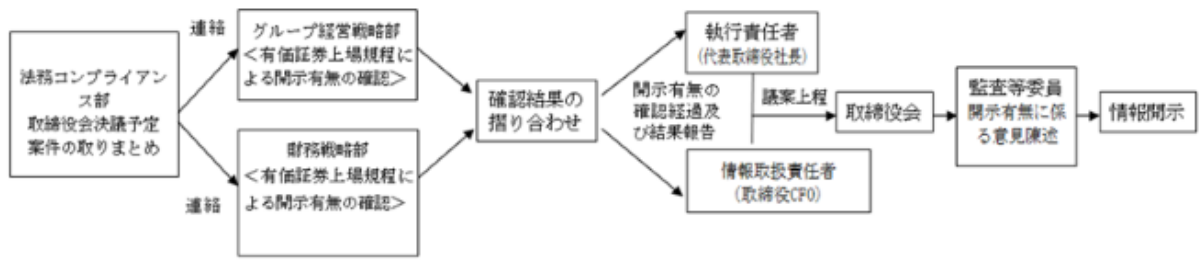 法務コンプライアン
ス部
取締役会決議予定
案件の取りまとめ
連絡
連絡
グループ経営戦略部
<有価証券上場規程に
よる開示有無の確認>
財務戦略部
<有価証券上場規程に
よる開示有無の確認>
確認結果の
摺り合わせ
執行責任者
(代表取締役社長)
開示有無の
確認経過及
び結果報告
情報取扱責任者
(取締役CFO)
議案上程
取締役会
監査等委員
開示有無に係
る意見陳述
情報開示